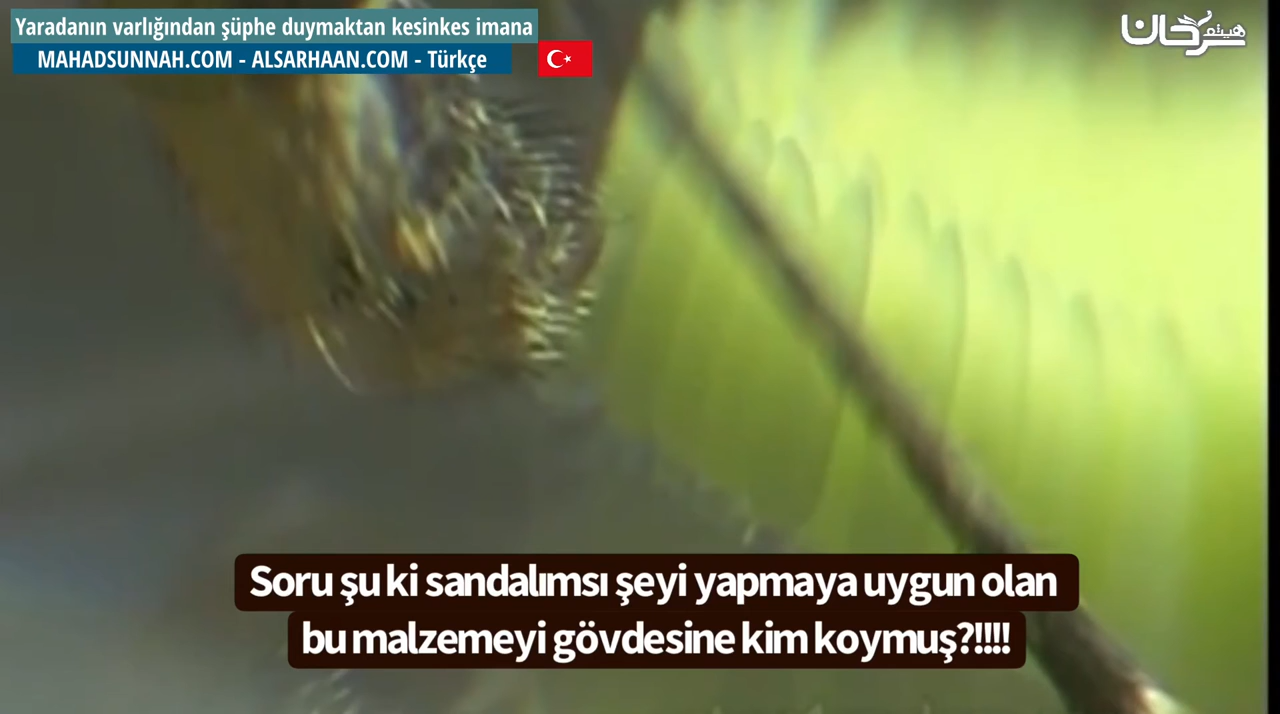 Yaradanın varlığından şüphe duymaktan kesinkes imana
MAHADSUNNAH.COM - ALSARHAAN.COM - Türkçe
هيثم سرحان
Soru şu ki sandalımsı şeyi yapmaya uygun olan
bu malzemeyi gövdesine kim koymuş?!!!!